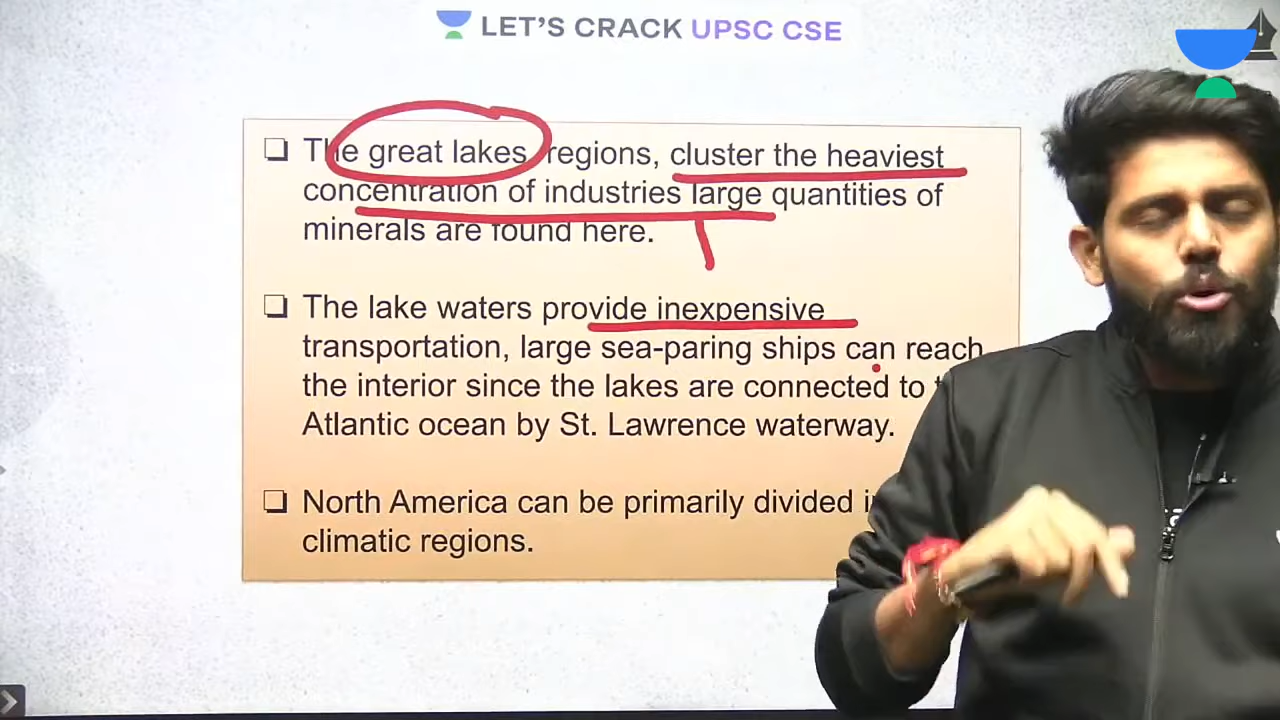 LET'S CRACK UPSC CSE
❑ The great lakes regions, cluster the heaviest
concentration of industries large quantities of
minerals are found here.
❑ The lake waters provide inexpensive
transportation, large sea-paring ships can reach
the interior since the lakes are connected to
Atlantic ocean by St. Lawrence waterway.
❑ North America can be primarily divided
climatic regions.